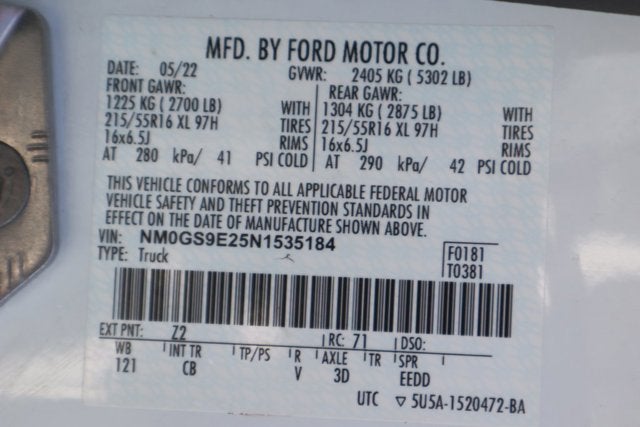 MFD. BY FORD MOTOR CO.
DATE: 05/22 GVWR: 2405 KG ( 5302 LB)
FRONT GAWR: REAR GAWR:
1225 KG ( 2700 LB) WITH 1304 KG ( 2875 LB) WITH
215/55R16 XL 97H TIRES 215/55R16 XL 97H TIRES
16x6.5J RIMS 16x6.5J RIMS
AT 280 kPa/ 41 PSI COLD AT 290 kPa/ 42 PSI COLD
THIS VEHICLE CONFORMS TO ALL APPLICABLE FEDERAL MOTOR
VEHICLE SAFETY AND THEFT PREVENTION STANDARDS IN
EFFECT ON THE DATE OF MANUFACTURE SHOWN ABOVE.
VIN: NM0GS9E25N1535184 F0181
TYPE: Truck T0381
EXT PNT: Z2 RC: 71 DSO:
WB INT TR TP/PS R AXLE TR SPR
121 CB V 3D EEDD
UTC ▽ 5U5A-1520472-BA